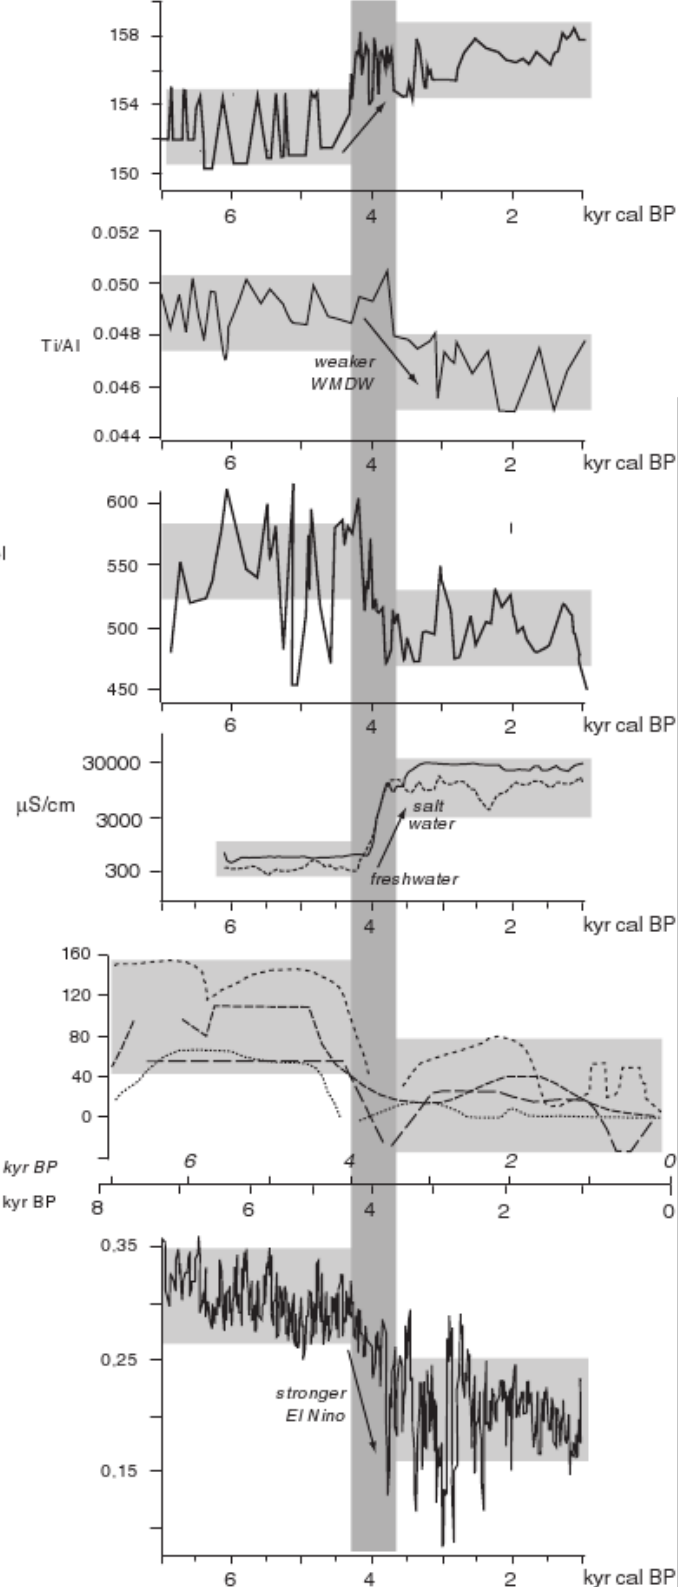 158
154
150
6 4 2 kyr cal BP
0.052
0.050
0.048
Ti/Al
0.046
0.044
weaker
WMDW
6 4 2 kyr cal BP
600
550
500
450
6 4 2 kyr cal BP
30000
µS/cm
3000
300
salt
water
freshwater
6 4 2 kyr cal BP
160
120
80
40
0
kyr BP 6 4 2 0
kyr BP 8 6 4 2 0
0,35
0,25
0,15
stronger
El Nino
6 4 2 kyr cal BP